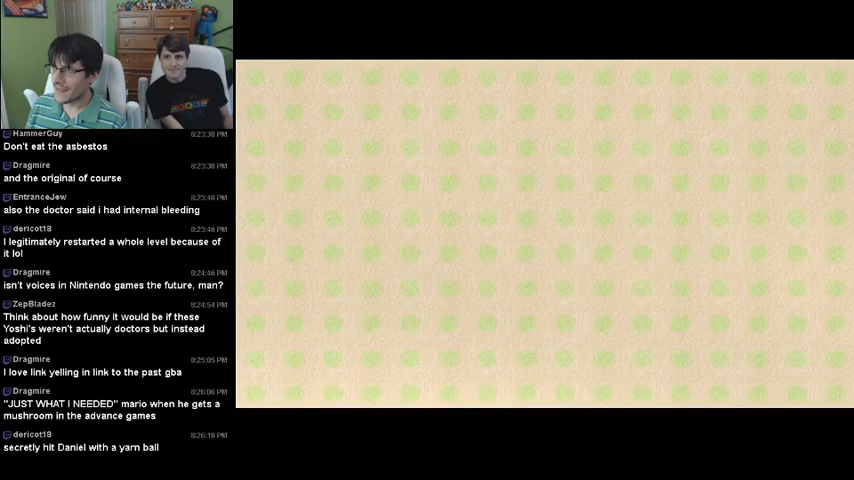 HammerGuy 8:23:38 PM
Don't eat the asbestos
Dragmire 8:23:38 PM
and the original of course
EntranceJew 8:23:46 PM
also the doctor said i had internal bleeding
dericot18 8:23:46 PM
I legitimately restarted a whole level because of
it lol
Dragmire 8:24:46 PM
isn't voices in Nintendo games the future, man?
ZepBladez 8:24:54 PM
Think about how funny it would be if these
Yoshi's weren't actually doctors but instead
adopted
Dragmire 8:25:05 PM
I love link yelling in link to the past gba
Dragmire 8:26:06 PM
"JUST WHAT I NEEDED" mario when he gets a
mushroom in the advance games
dericot18 8:26:18 PM
secretly hit Daniel with a yarn ball